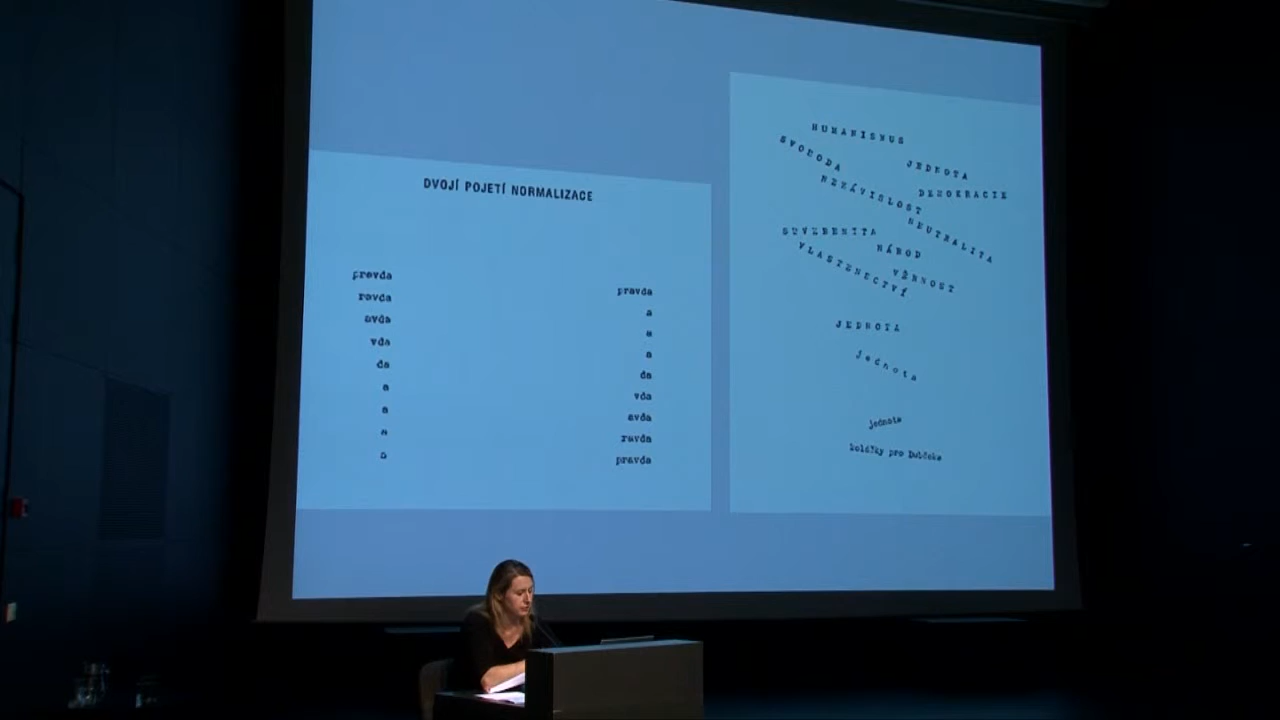 DVOJÍ POJETÍ NORMALIZACE
pravda
ravda
avda
vda
da
a
a
a
a
pravda
a
a
a
da
vda
avda
ravda
pravda
HUMANISMUS
SVOBODA
JEDNOTA
DEMOKRACIE
NEZÁVISLOST
NEUTRALITA
SUVERENITA
NÁROD
VLASTENECTVÍ
VĚRNOST
JEDNOTA
jednota
jednota
koláčky pro Dubčeka